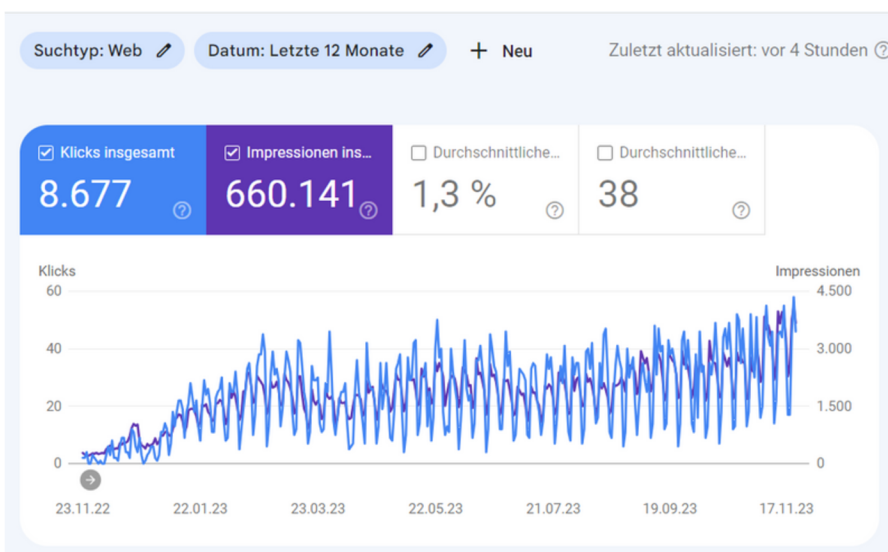 Suchtyp: Web Datum: Letzte 12 Monate + Neu Zuletzt aktualisiert: vor 4 Stunden
Klicks insgesamt Impressionen ins... Durchschnittliche... Durchschnittliche...
8.677 660.141 1,3 % 38
Klicks Impressionen
60 4.500
40 3.000
20 1.500
0 0
23.11.22 22.01.23 23.03.23 22.05.23 21.07.23 19.09.23 17.11.23